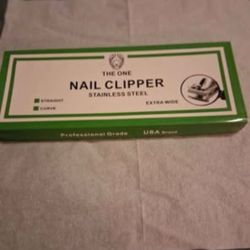 THE ONE
NAIL CLIPPER
STAINLESS STEEL
STRAIGHT
CURVE
EXTRA WIDE
Professional Grade USA Brand